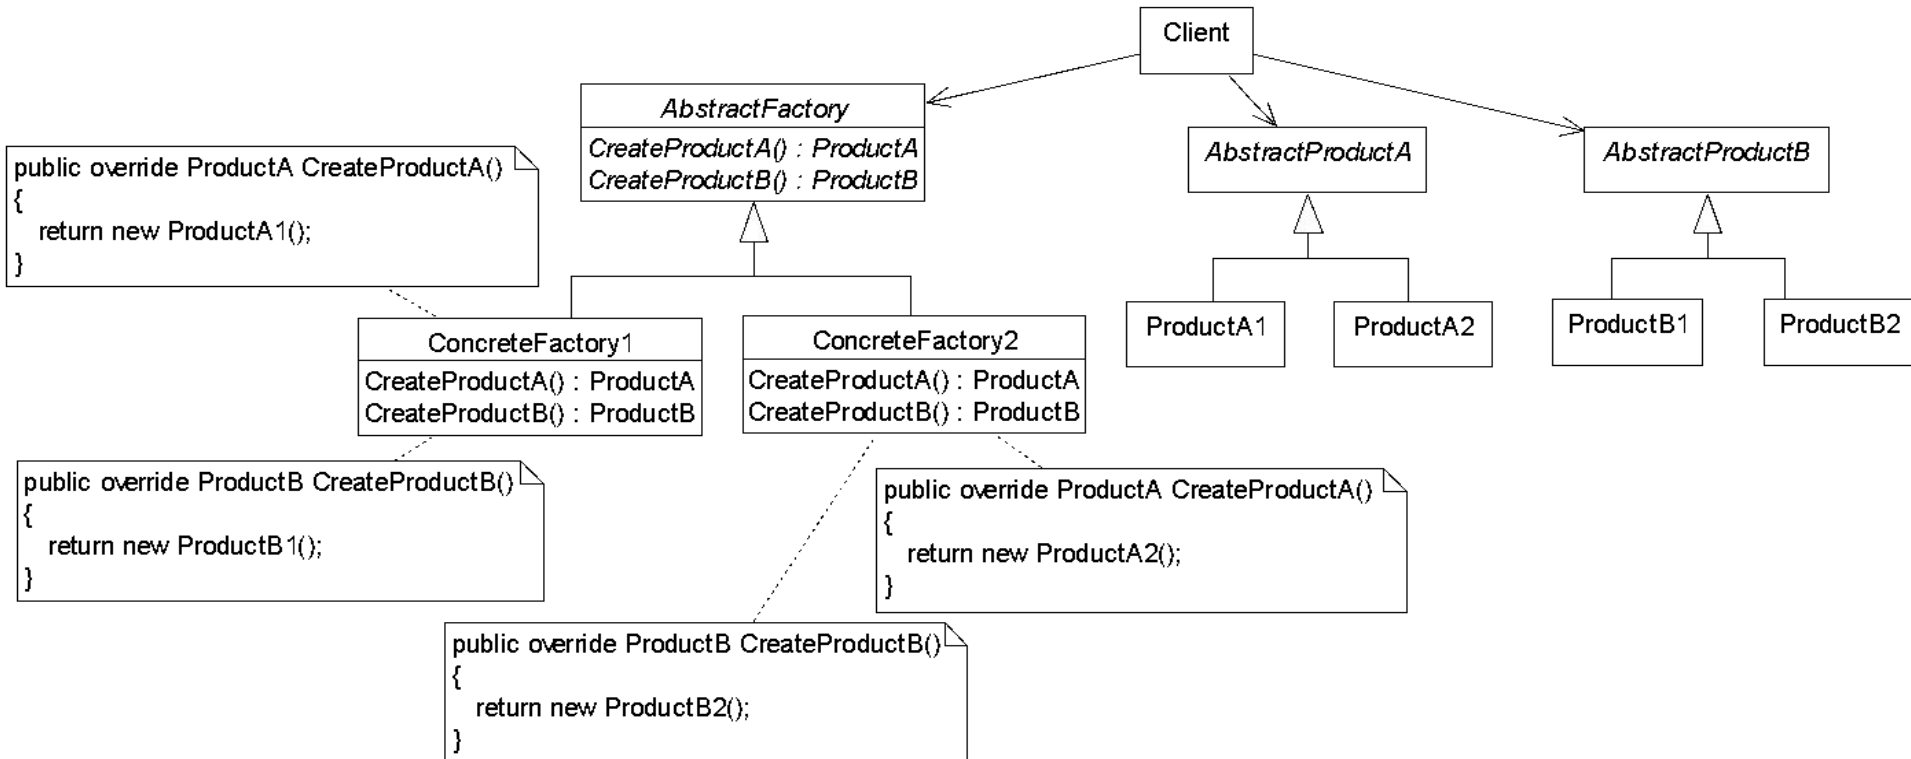 Client
AbstractFactory
CreateProductA() : ProductA
CreateProductB() : ProductB
AbstractProductA
AbstractProductB
public override ProductA CreateProductA()
{
return new ProductA1();
}
ProductA1
ProductA2
ProductB1
ProductB2
ConcreteFactory1
CreateProductA() : ProductA
CreateProductB() : ProductB
ConcreteFactory2
CreateProductA() : ProductA
CreateProductB() : ProductB
public override ProductB CreateProductB()
{
return new ProductB1();
}
public override ProductA CreateProductA()
{
return new ProductA2();
}
public override ProductB CreateProductB()
{
return new ProductB2();
}